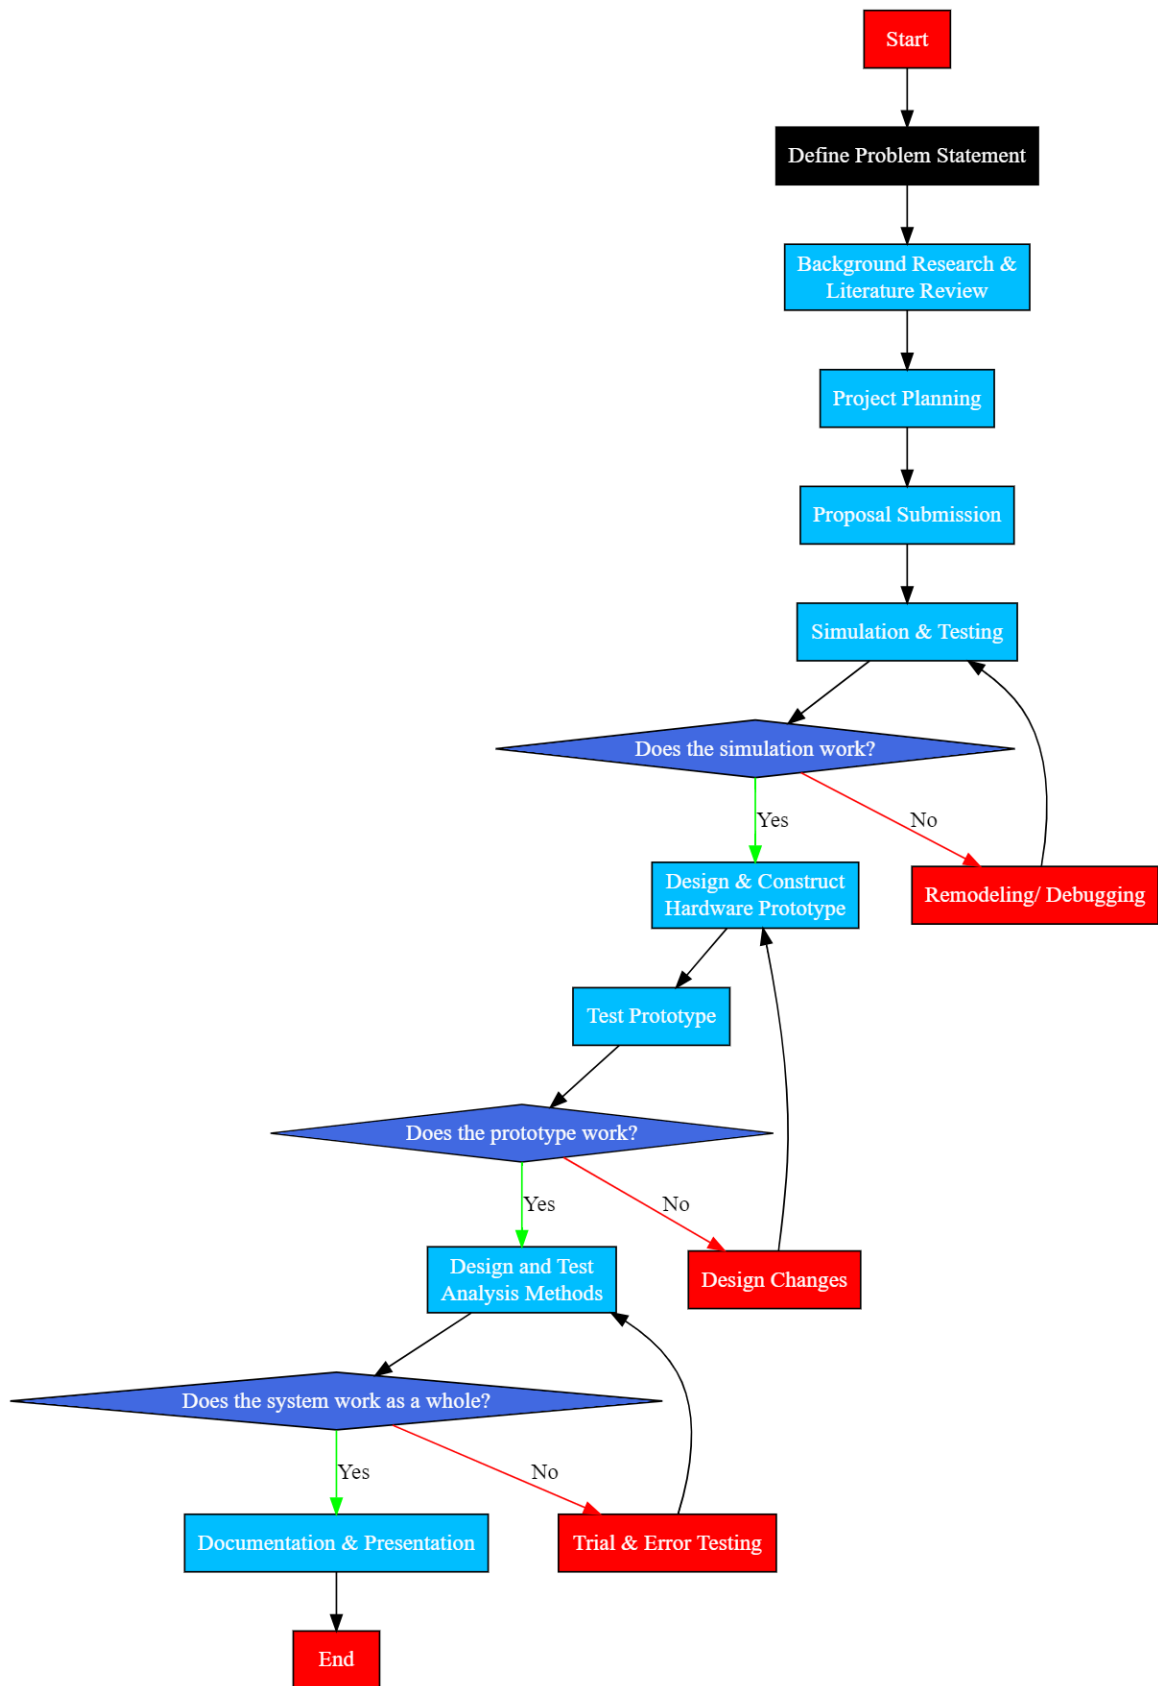 Start
Define Problem Statement
Background Research &
Literature Review
Project Planning
Proposal Submission
Simulation & Testing
Does the simulation work?
Yes
No
Design & Construct
Hardware Prototype
Remodeling/ Debugging
Test Prototype
Does the prototype work?
Yes
No
Design and Test
Analysis Methods
Design Changes
Does the system work as a whole?
Yes
No
Documentation & Presentation
Trial & Error Testing
End